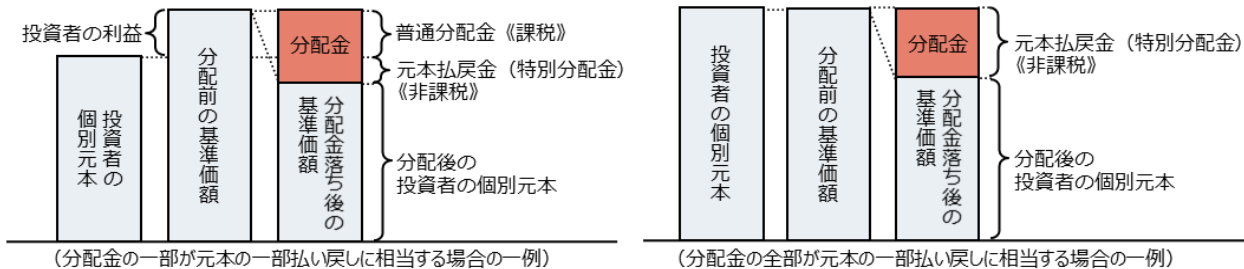 投資者の利益
投資者の
個別元本
分配前の基準価額
分配金
分配金落ち後の
基準価額
普通分配金《課税》
元本払戻金（特別分配金）
《非課税》
分配後の
投資者の個別元本
（分配金の一部が元本の一部払い戻しに相当する場合の一例）
投資者の個別元本
分配前の基準価額
分配金
分配金落ち後の
基準価額
元本払戻金（特別分配金）
《非課税》
分配後の
投資者の個別元本
（分配金の全部が元本の一部払い戻しに相当する場合の一例）